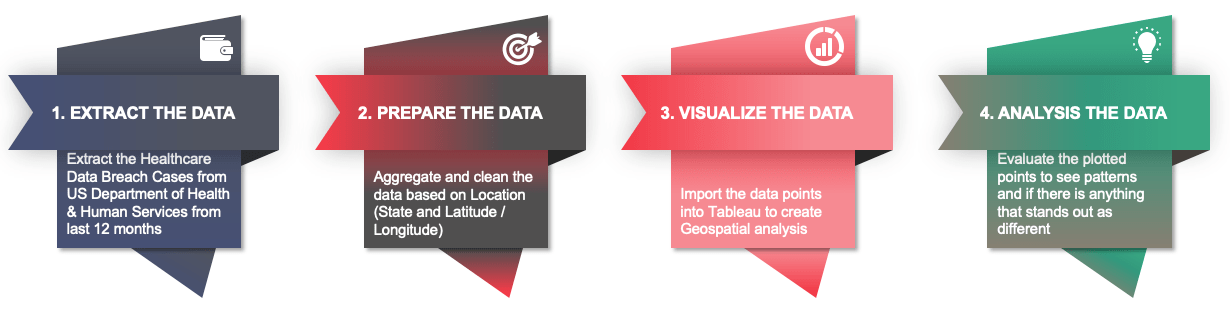 1. EXTRACT THE DATA
Extract the Healthcare
Data Breach Cases from
US Department of Health
& Human Services from
last 12 months
2. PREPARE THE DATA
Aggregate and clean the
data based on Location
(State and Latitude /
Longitude)
3. VISUALIZE THE DATA
Import the data points
into Tableau to create
Geospatial analysis
4. ANALYSIS THE DATA
Evaluate the plotted
points to see patterns
and if there is anything
that stands out as
different